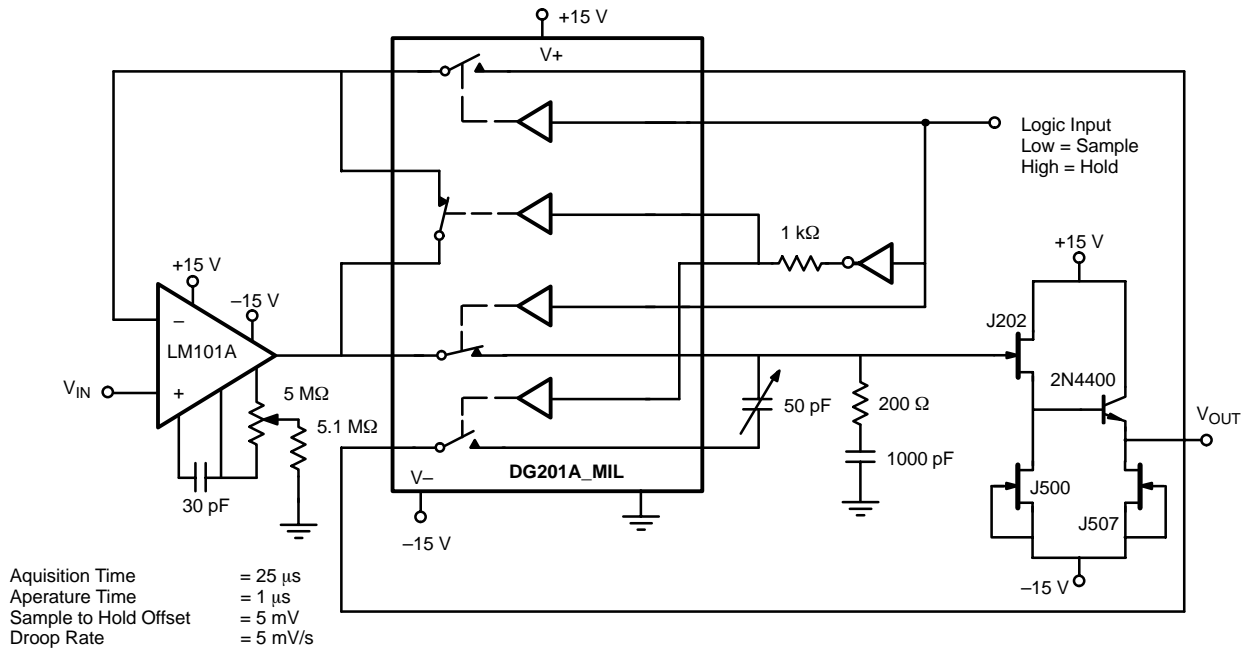 +15 V
V+
Logic Input
Low = Sample
High = Hold
1 kΩ
+15 V
+15 V
–15 V
J202
–
LM101A
2N4400
VIN
+
5 MΩ
50 pF
200 Ω
VOUT
5.1 MΩ
1000 pF
V–
DG201A_MIL
J500
30 pF
J507
–15 V
–15 V
Aquisition Time = 25 μs
Aperature Time = 1 μs
Sample to Hold Offset = 5 mV
Droop Rate = 5 mV/s